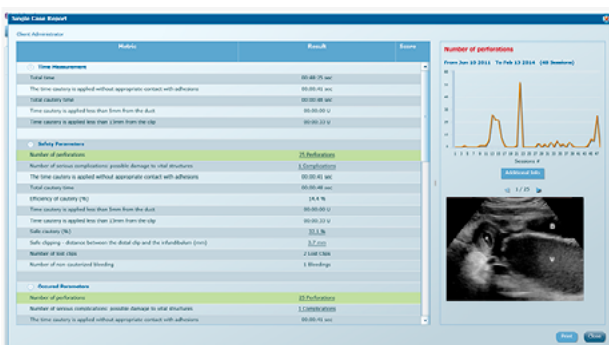 Single Case Report
Client Administrator
Metric Result Score
Time Measurement
Total time 00:48:25 sec
The time cautery is applied without appropriate contact with adhesions 00:00:41 sec
Total cautery time 00:00:48 sec
Time cautery is applied less than 5mm from the duct 00:00:00 U
Time cautery is applied less than 13mm from the clip 00:00:33 U
Safety Parameters
Number of perforations 25 Perforations
Number of serious complications: possible damage to vital structures 1 Complications
The time cautery is applied without appropriate contact with adhesions 00:00:41 sec
Total cautery time 00:00:48 sec
Efficiency of cautery (%) 14.4 %
Time cautery is applied less than 5mm from the duct 00:00:00 U
Time cautery is applied less than 13mm from the clip 00:00:33 U
Safe cautery (%) 33.1 %
Safe clipping - distance between the distal clip and the infundibulum (mm) 3.7 mm
Number of lost clips 2 Lost Clips
Number of non cauterized bleeding 1 Bleedings
Occured Parameters
Number of perforations 25 Perforations
Number of serious complications: possible damage to vital structures 1 Complications
The time cautery is applied without appropriate contact with adhesions 00:00:41 sec
Number of perforations
From Jun 10 2011 To Feb 13 2014 (48 Sessions)
Sessions #
Additional Info
1 / 25
Print Close